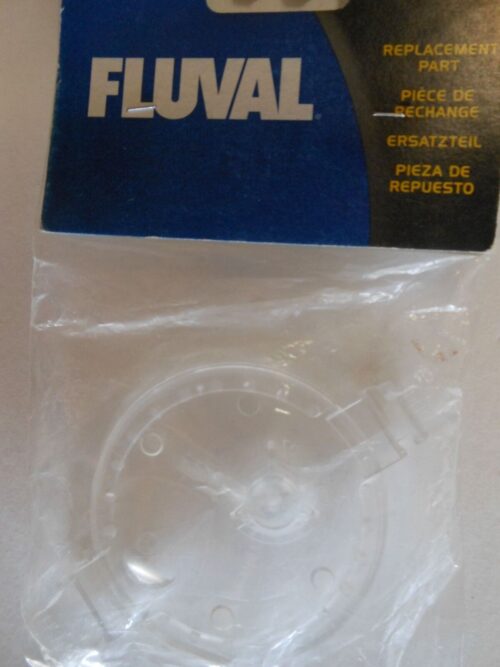 FLUVAL
REPLACEMENT
PART
PIÈCE DE
RECHANGE
ERSATZTEIL
PIEZA DE
REPUESTO